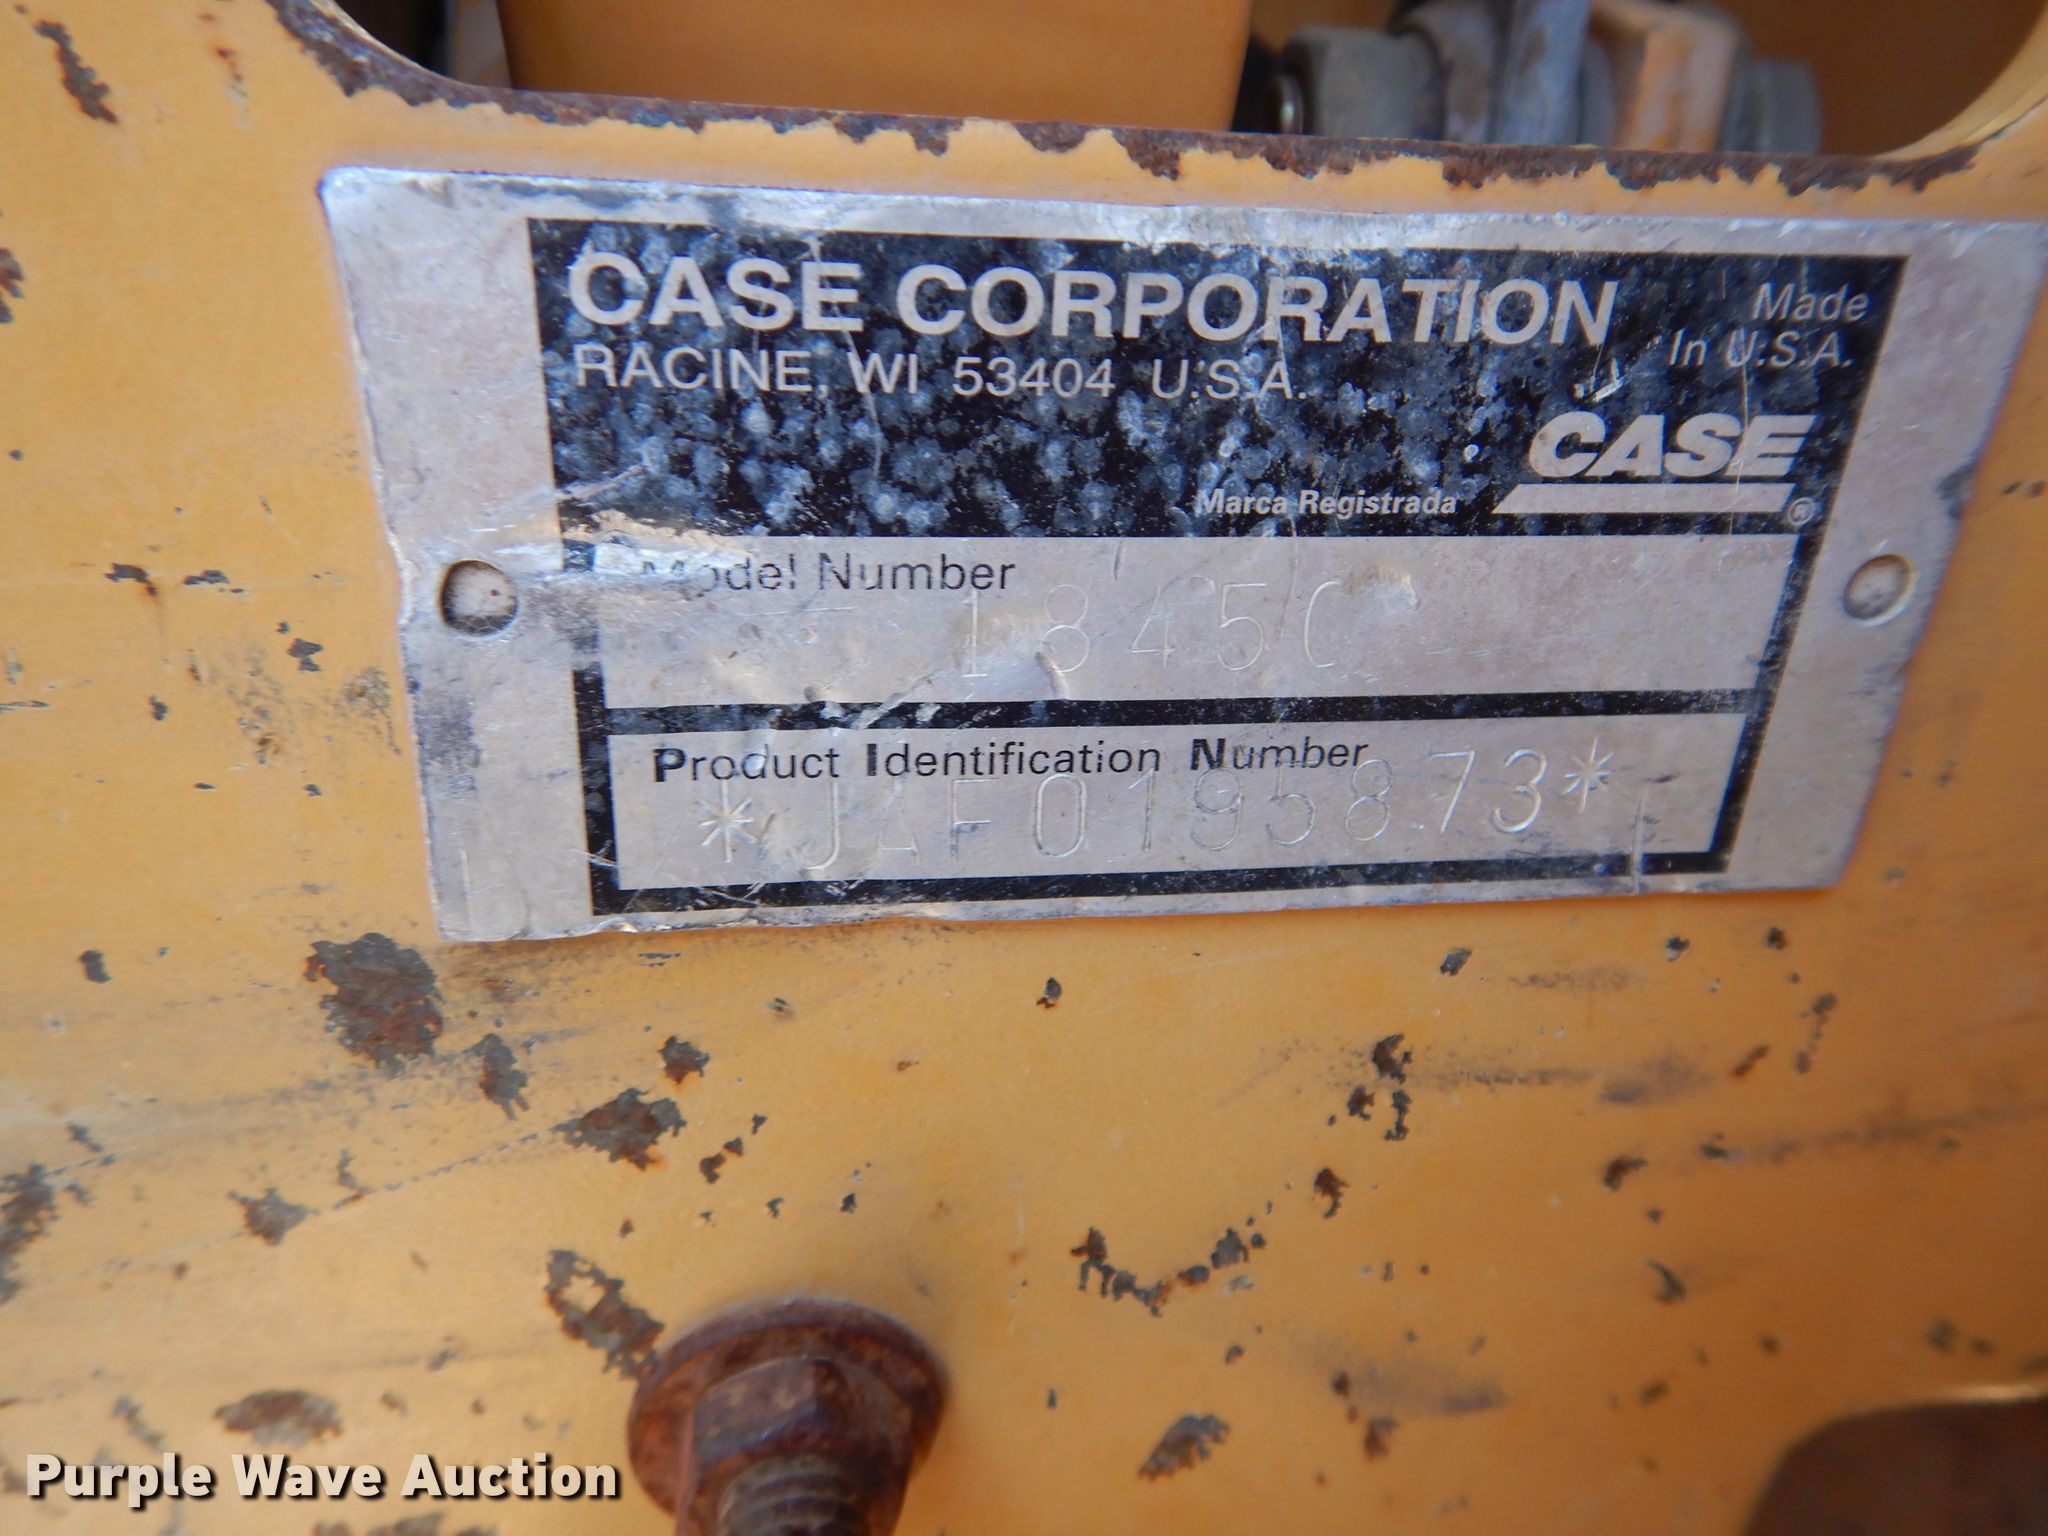 CASE CORPORATION
Made
In U.S.A.
RACINE, WI 53404 U.S.A.
CASE
Marca Registrada ®
Model Number
1845C
Product Identification Number
*JAF0195873*
Purple Wave Auction